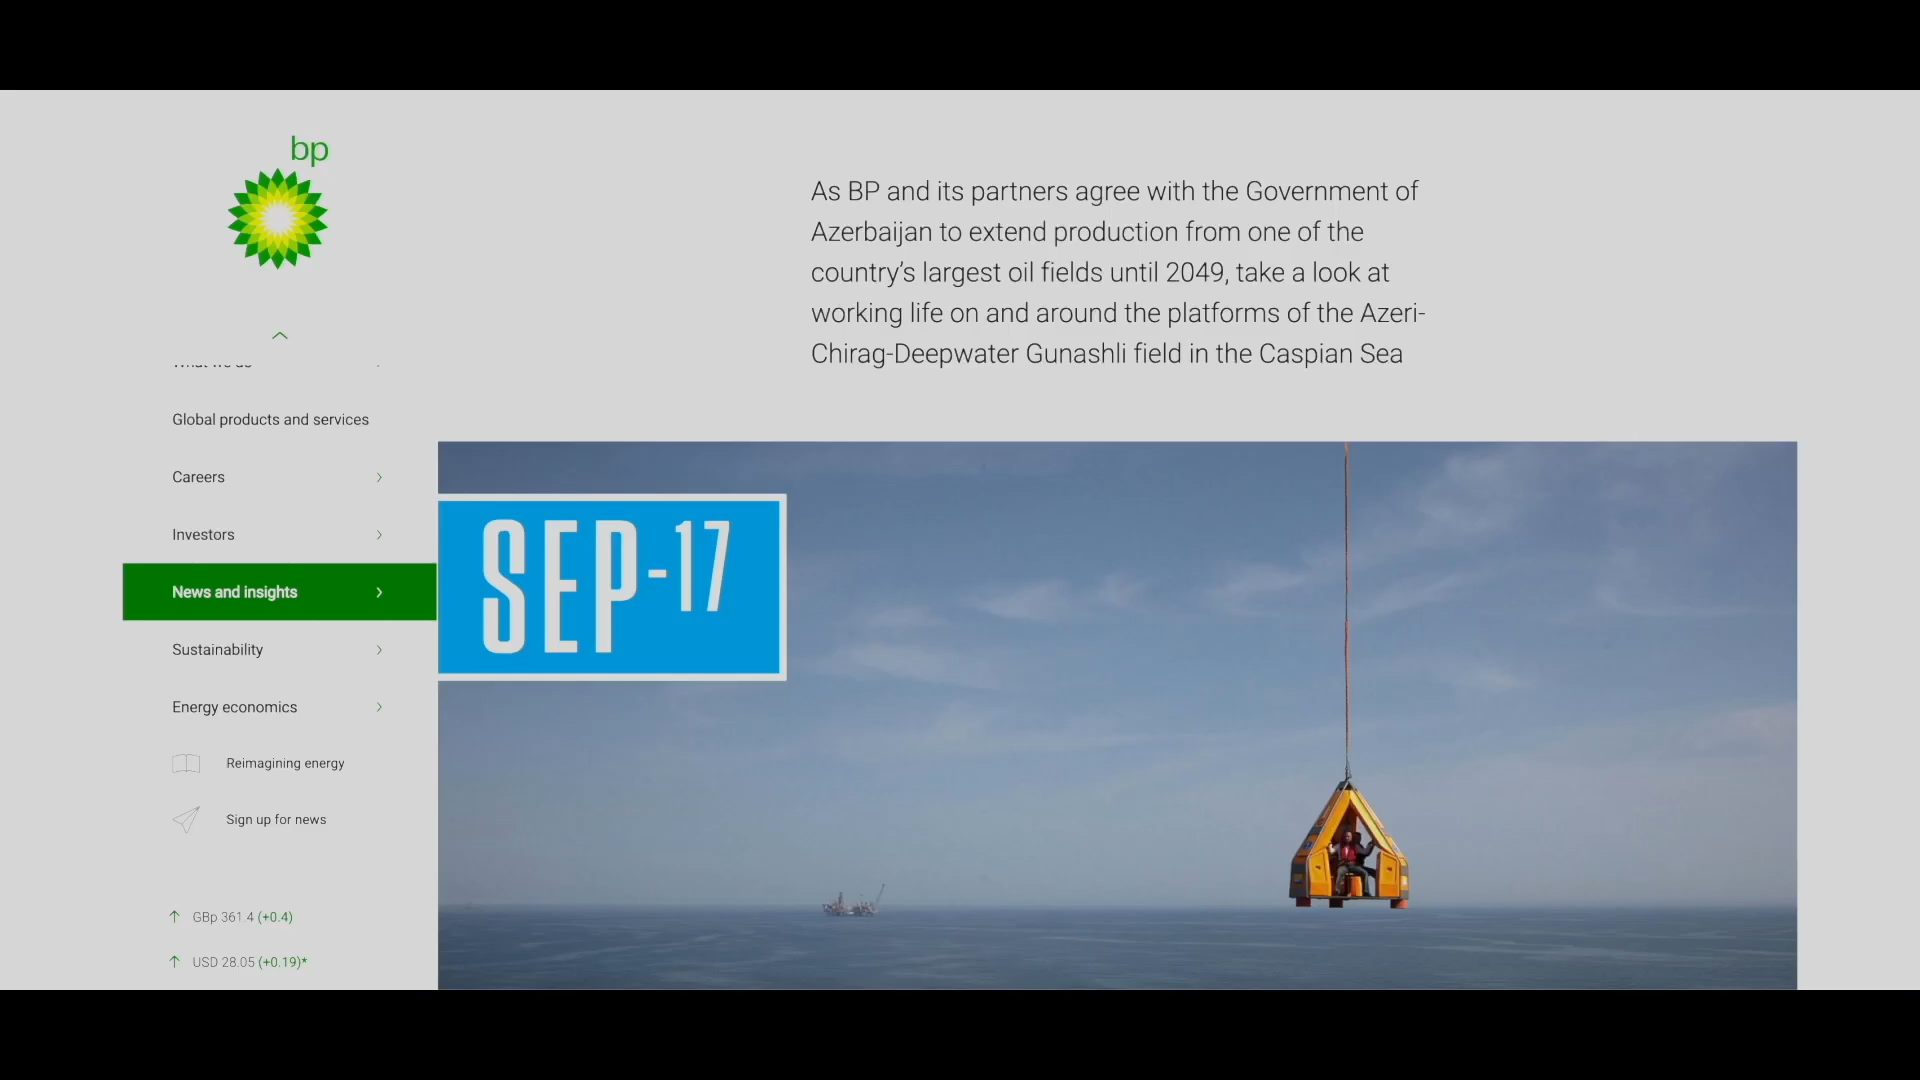 bp
As BP and its partners agree with the Government of
Azerbaijan to extend production from one of the
country's largest oil fields until 2049, take a look at
working life on and around the platforms of the Azeri-
Chirag-Deepwater Gunashli field in the Caspian Sea
What we do
Global products and services
Careers
Investors
News and insights
Sustainability
Energy economics
Reimagining energy
Sign up for news
GBp 361.4 (+0.4)
USD 28.05 (+0.19)*
SEP-17